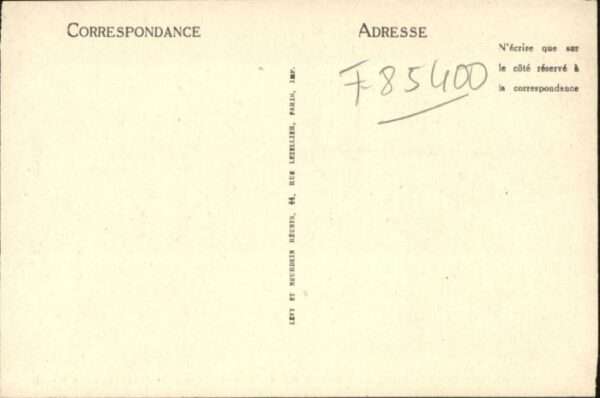 CORRESPONDANCE
ADRESSE
N'écrire que sur
le côté réservé à
la correspondance
F 85400
LÉVY ET NEURDEIN RÉUNIS, 44, RUE LETELLIER, PARIS, IMP.